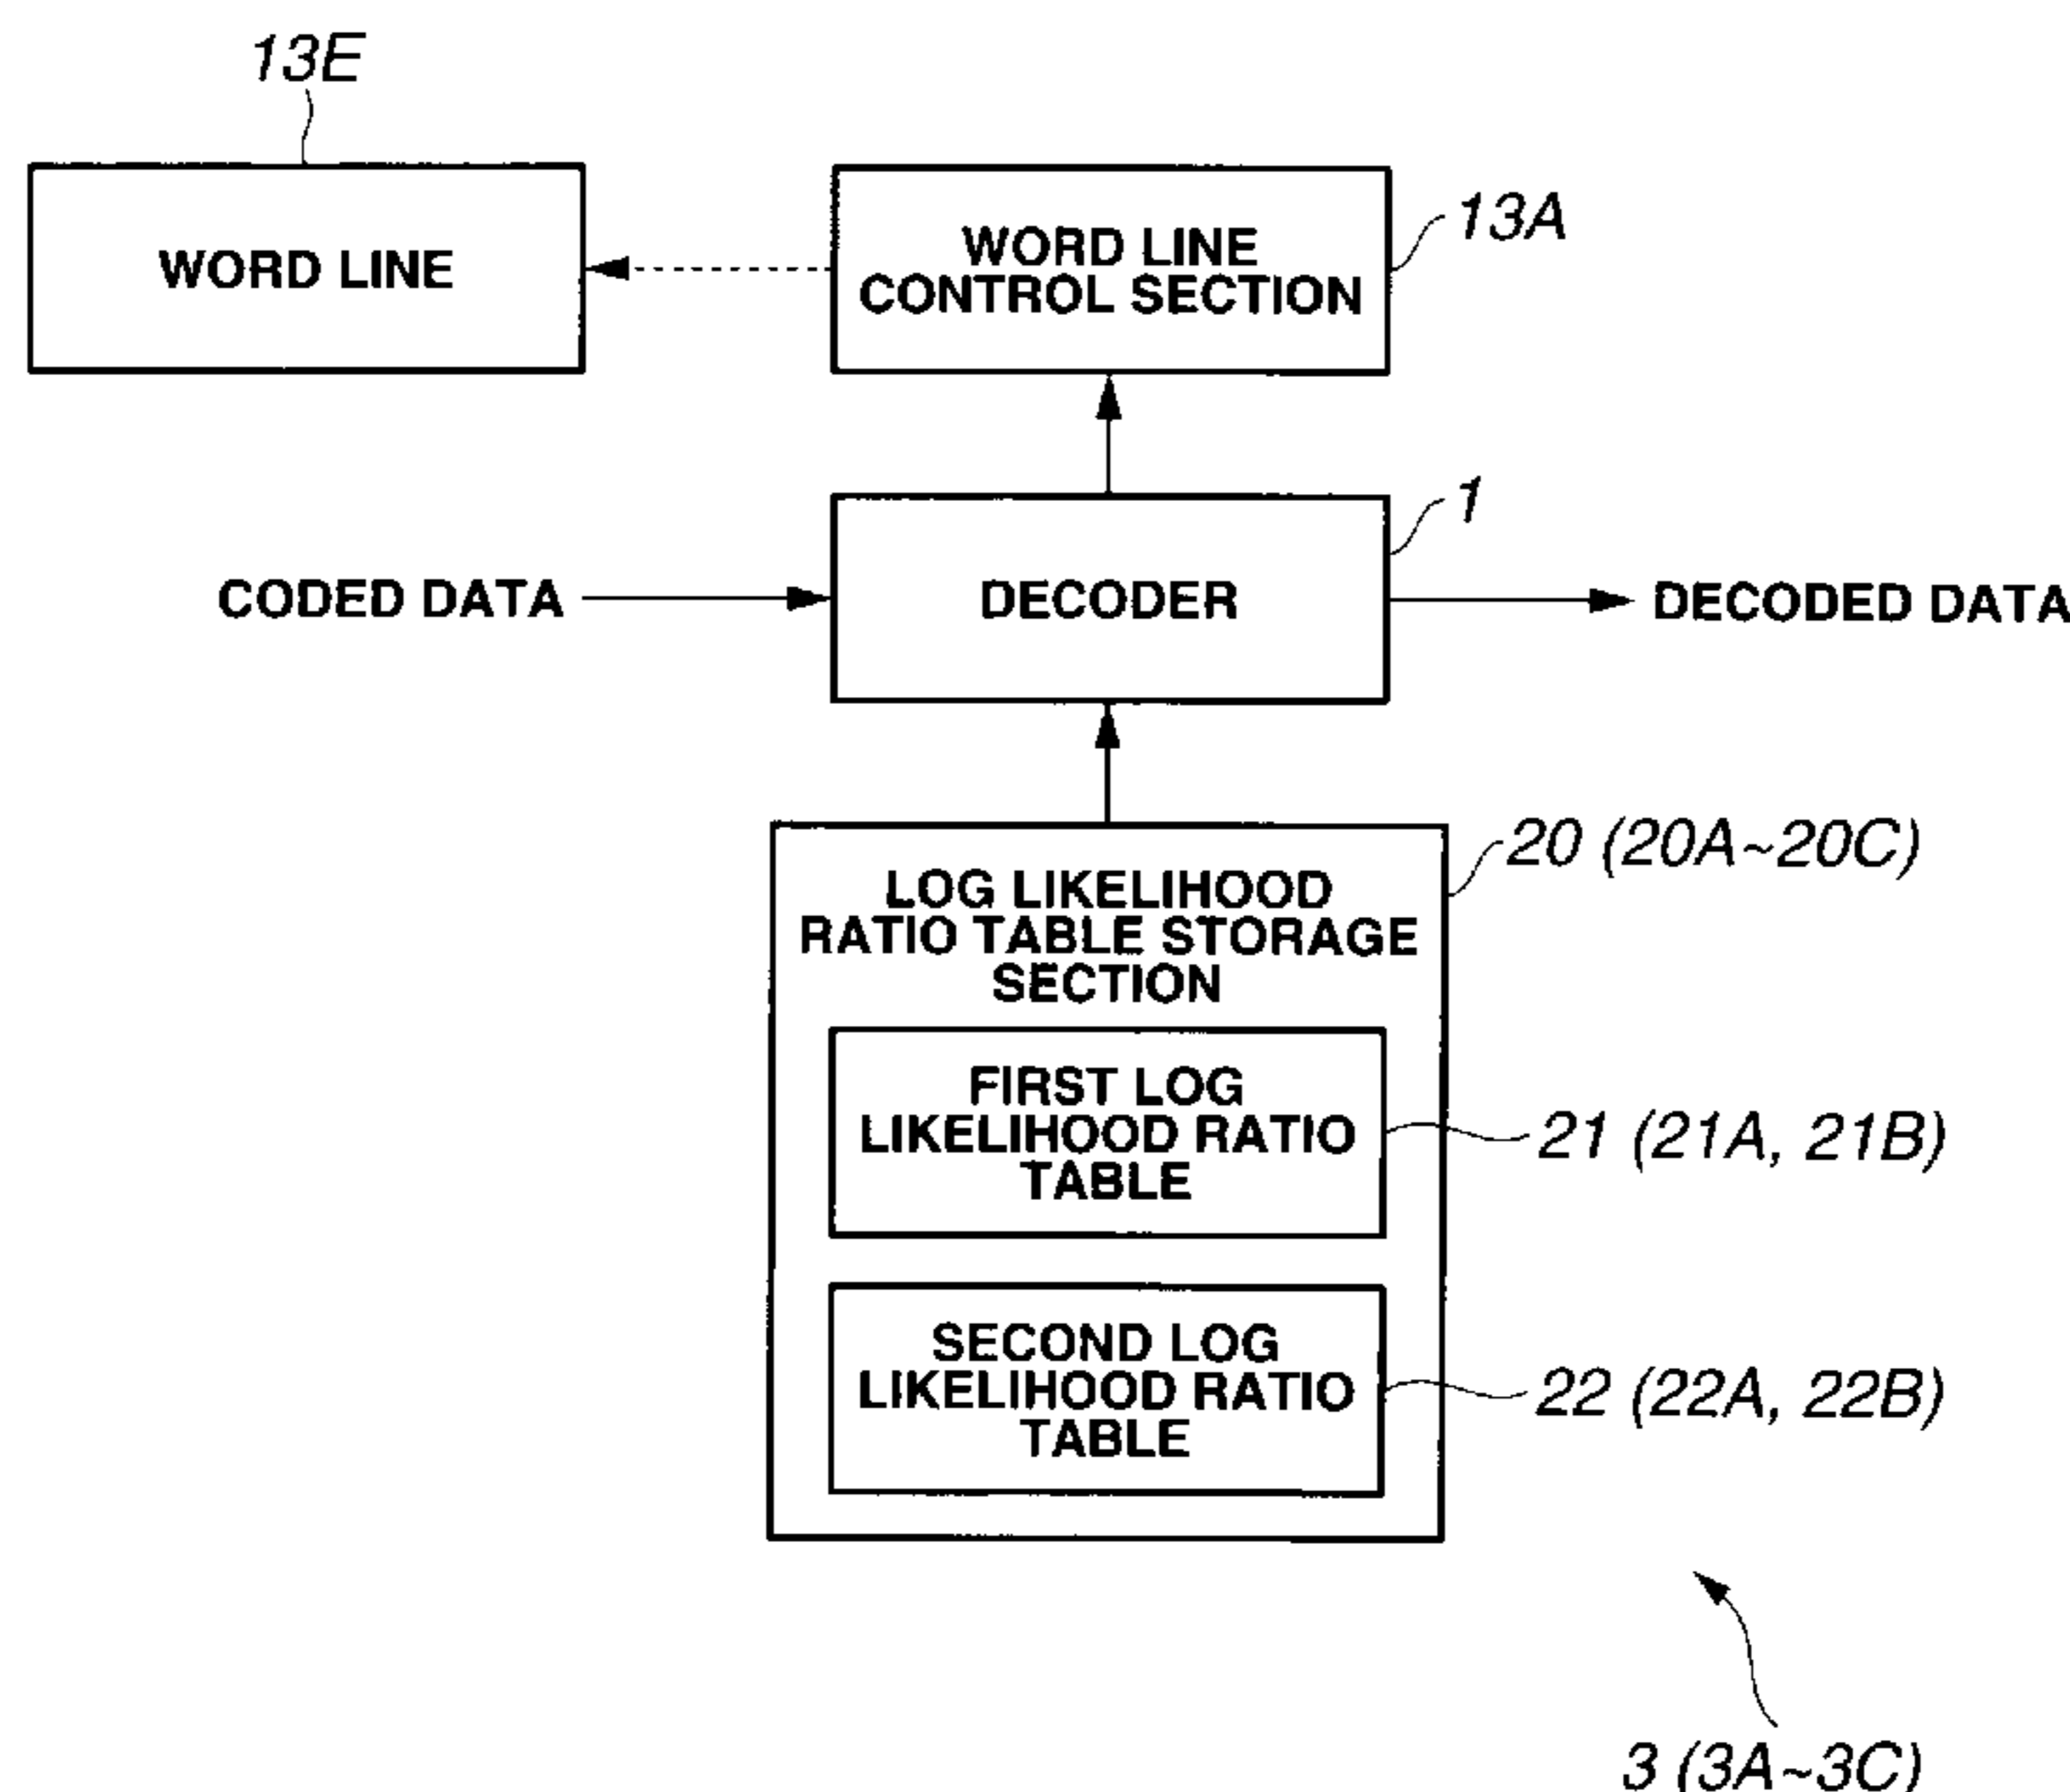 13E
WORD LINE
WORD LINE
CONTROL SECTION
13A
1
CODED DATA
DECODER
DECODED DATA
20 (20A~20C)
LOG LIKELIHOOD
RATIO TABLE STORAGE
SECTION
FIRST LOG
LIKELIHOOD RATIO
TABLE
21 (21A, 21B)
SECOND LOG
LIKELIHOOD RATIO
TABLE
22 (22A, 22B)
3 (3A~3C)